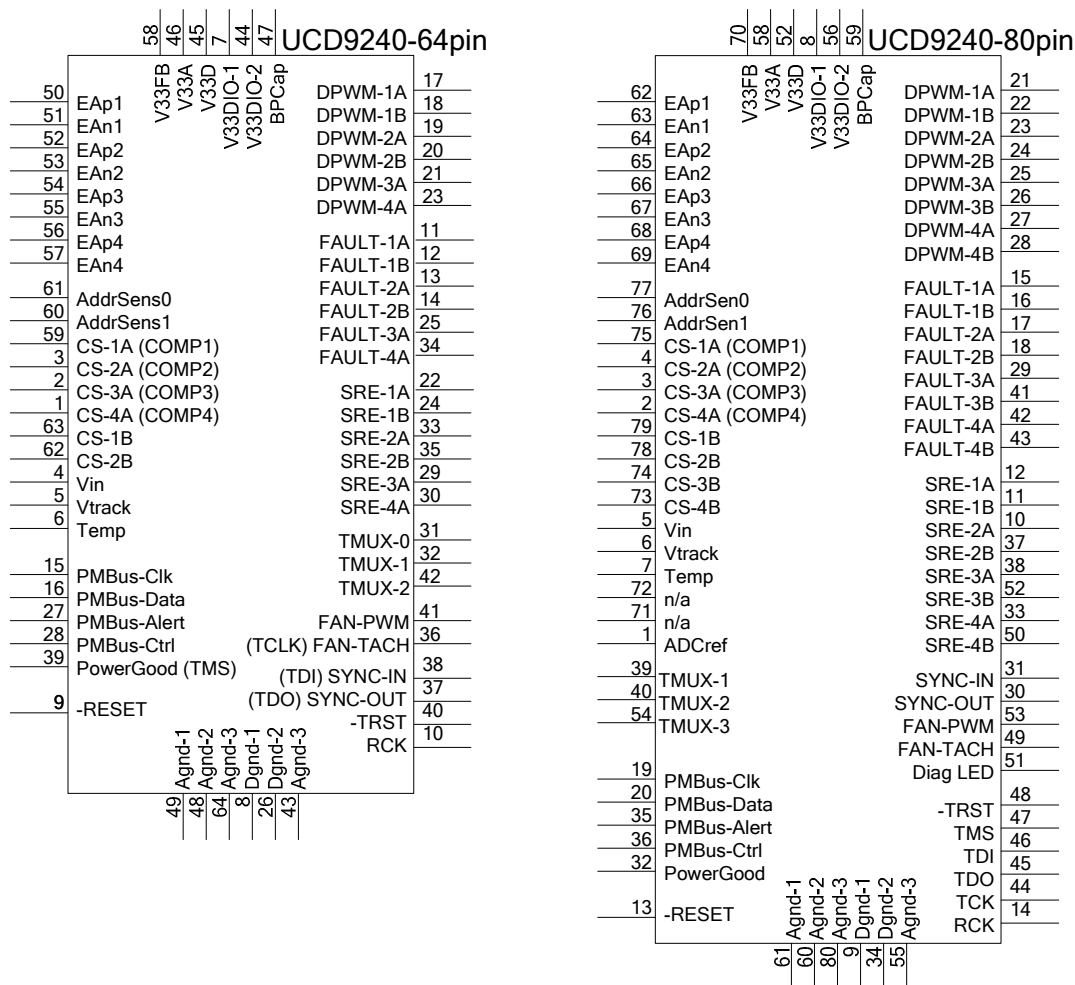 UCD9240-64pin
58 46 45 7 44 47
V33FB V33A V33D V33DIO-1 V33DIO-2 BPCap
50 EAp1
51 EAn1
52 EAp2
53 EAn2
54 EAp3
55 EAn3
56 EAp4
57 EAn4
61 AddrSens0
60 AddrSens1
59 CS-1A (COMP1)
3 CS-2A (COMP2)
2 CS-3A (COMP3)
1 CS-4A (COMP4)
63 CS-1B
62 CS-2B
4 Vin
5 Vtrack
6 Temp
15 PMBus-Clk
16 PMBus-Data
27 PMBus-Alert
28 PMBus-Ctrl
39 PowerGood (TMS)
9 -RESET
DPWM-1A 17
DPWM-1B 18
DPWM-2A 19
DPWM-2B 20
DPWM-3A 21
DPWM-4A 23
FAULT-1A 11
FAULT-1B 12
FAULT-2A 13
FAULT-2B 14
FAULT-3A 25
FAULT-4A 34
SRE-1A 22
SRE-1B 24
SRE-2A 33
SRE-2B 35
SRE-3A 29
SRE-4A 30
TMUX-0 31
TMUX-1 32
TMUX-2 42
FAN-PWM 41
(TCLK) FAN-TACH 36
(TDI) SYNC-IN 38
(TDO) SYNC-OUT 37
-TRST 40
RCK 10
Agnd-1 Agnd-2 Agnd-3 Dgnd-1 Dgnd-2 Agnd-3
49 48 64 8 26 43
UCD9240-80pin
70 58 52 8 56 59
V33FB V33A V33D V33DIO-1 V33DIO-2 BPCap
62 EAp1
63 EAn1
64 EAp2
65 EAn2
66 EAp3
67 EAn3
68 EAp4
69 EAn4
77 AddrSen0
76 AddrSen1
75 CS-1A (COMP1)
4 CS-2A (COMP2)
3 CS-3A (COMP3)
2 CS-4A (COMP4)
79 CS-1B
78 CS-2B
74 CS-3B
73 CS-4B
5 Vin
6 Vtrack
7 Temp
72 n/a
71 n/a
1 ADCref
39 TMUX-1
40 TMUX-2
54 TMUX-3
19 PMBus-Clk
20 PMBus-Data
35 PMBus-Alert
36 PMBus-Ctrl
32 PowerGood
13 -RESET
DPWM-1A 21
DPWM-1B 22
DPWM-2A 23
DPWM-2B 24
DPWM-3A 25
DPWM-3B 26
DPWM-4A 27
DPWM-4B 28
FAULT-1A 15
FAULT-1B 16
FAULT-2A 17
FAULT-2B 18
FAULT-3A 29
FAULT-3B 41
FAULT-4A 42
FAULT-4B 43
SRE-1A 12
SRE-1B 11
SRE-2A 10
SRE-2B 37
SRE-3A 38
SRE-3B 52
SRE-4A 33
SRE-4B 50
SYNC-IN 31
SYNC-OUT 30
FAN-PWM 53
FAN-TACH 49
Diag LED 51
-TRST 48
TMS 47
TDI 46
TDO 45
TCK 44
RCK 14
Agnd-1 Agnd-2 Agnd-3 Dgnd-1 Dgnd-2 Agnd-3
61 60 80 9 34 55